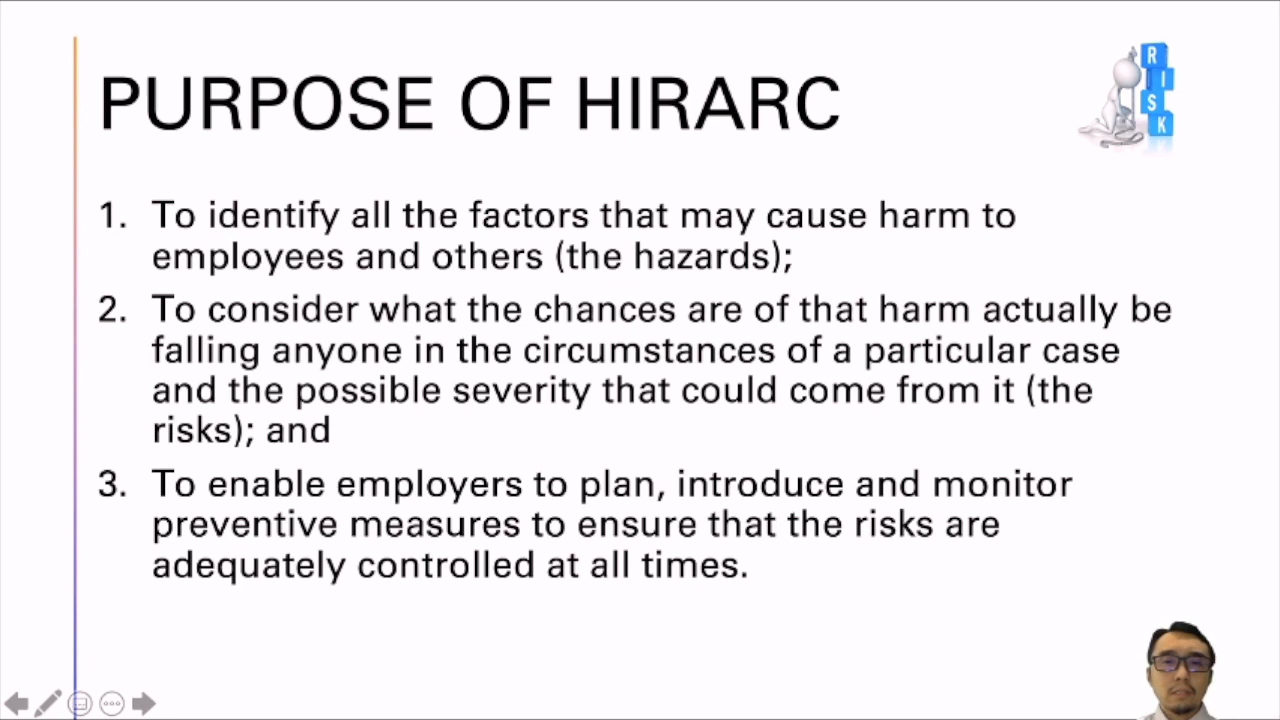 PURPOSE OF HIRARC
R
I
S
K
1. To identify all the factors that may cause harm to
employees and others (the hazards);
2. To consider what the chances are of that harm actually be
falling anyone in the circumstances of a particular case
and the possible severity that could come from it (the
risks); and
3. To enable employers to plan, introduce and monitor
preventive measures to ensure that the risks are
adequately controlled at all times.